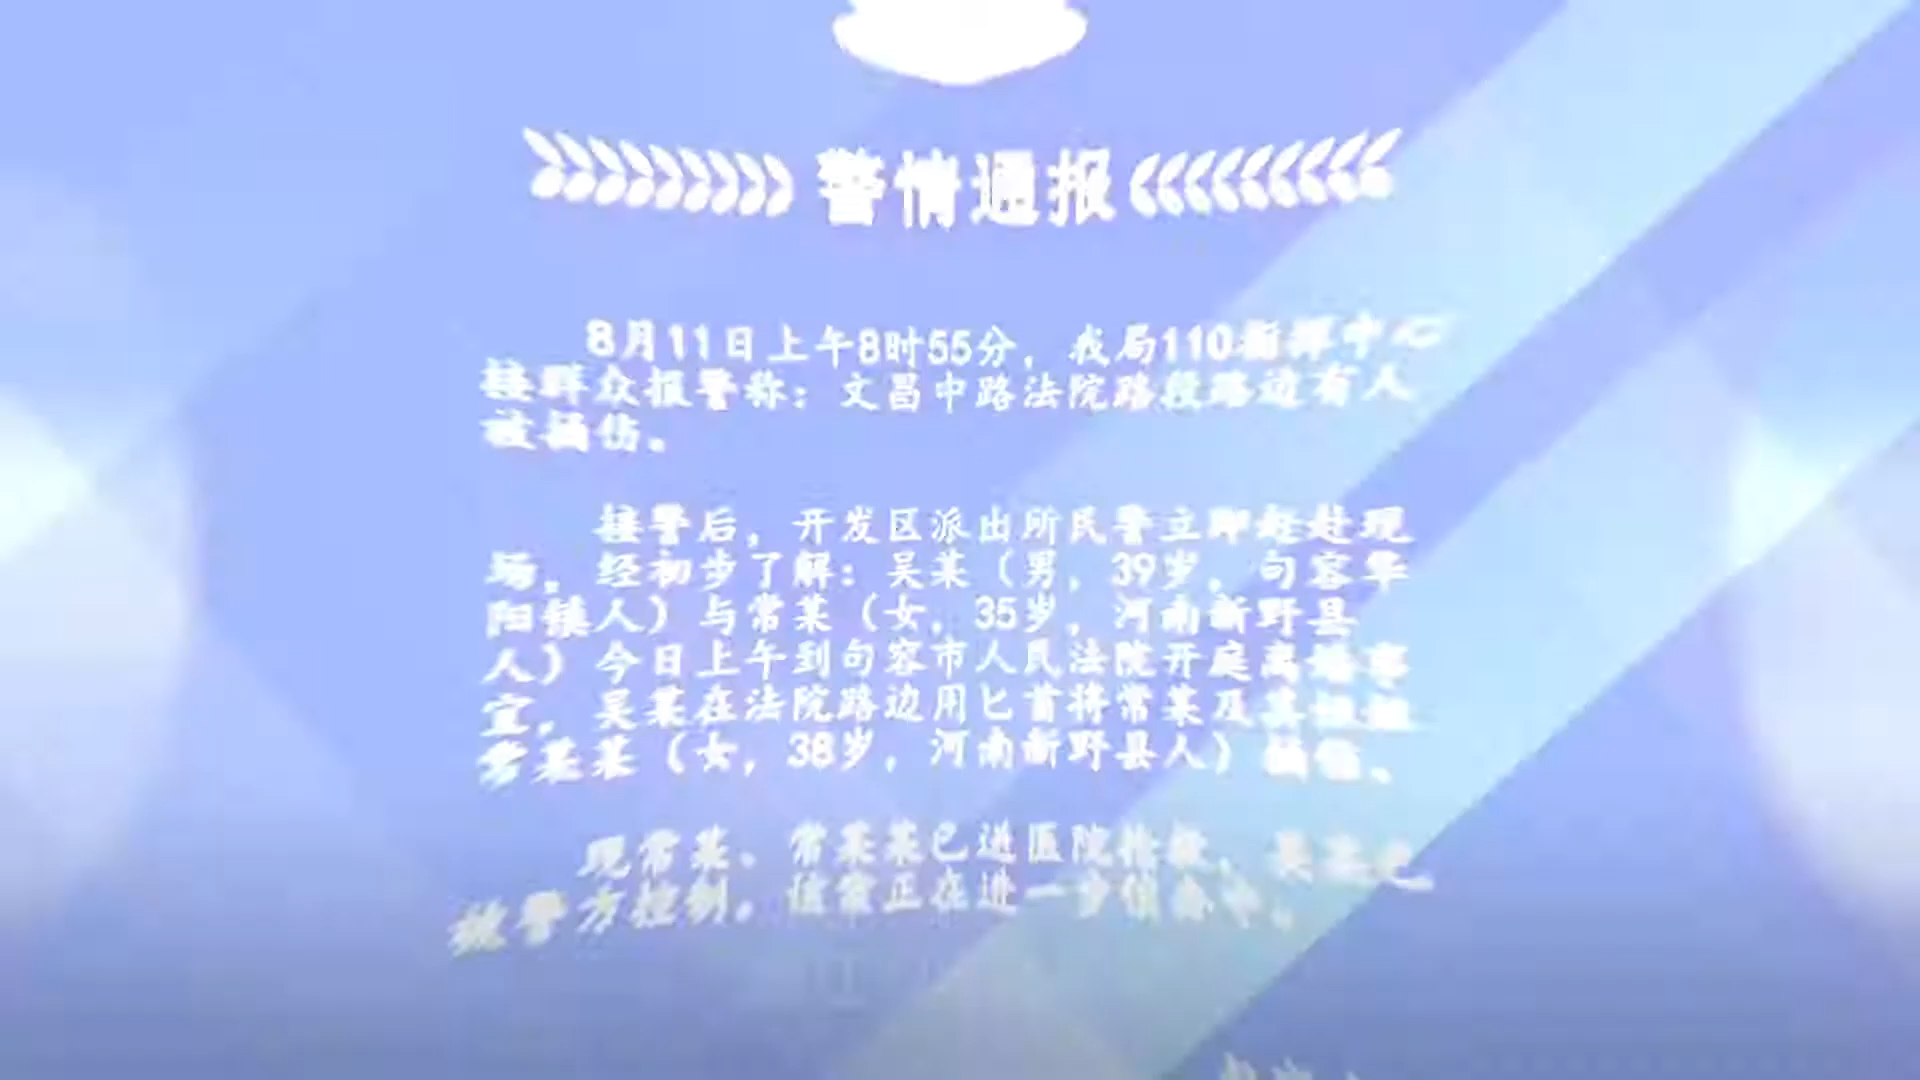 警情通报
8月11日上午8时55分，我局110指挥中心
接群众报警称：文昌中路法院路段路边有人
被捅伤。
接警后，开发区派出所民警立即赶赴现
场。经初步了解：吴某（男，39岁，句容华
阳镇人）与常某（女，35岁，河南新野县
人）今日上午到句容市人民法院开庭离婚事
宜，吴某在法院路边用匕首将常某及其姐姐
常某某（女，38岁，河南新野县人）捅伤。
现常某、常某某已进医院抢救，吴某已
被警方控制。该案正在进一步侦办中。